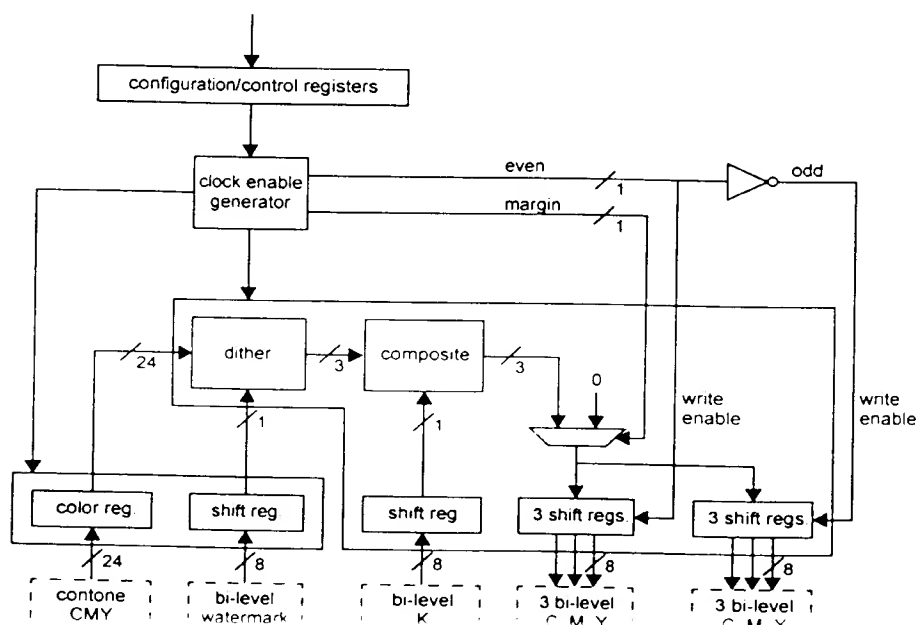 configuration/control registers
clock enable
generator
even
1
odd
margin
1
dither
composite
24
3
3
0
1
1
write
enable
write
enable
color reg.
shift reg.
shift reg
3 shift regs.
3 shift regs.
24
8
8
8
8
contone
CMY
bi-level
watermark
bi-level
K
3 bi-level
C M Y
3 bi-level
C M Y